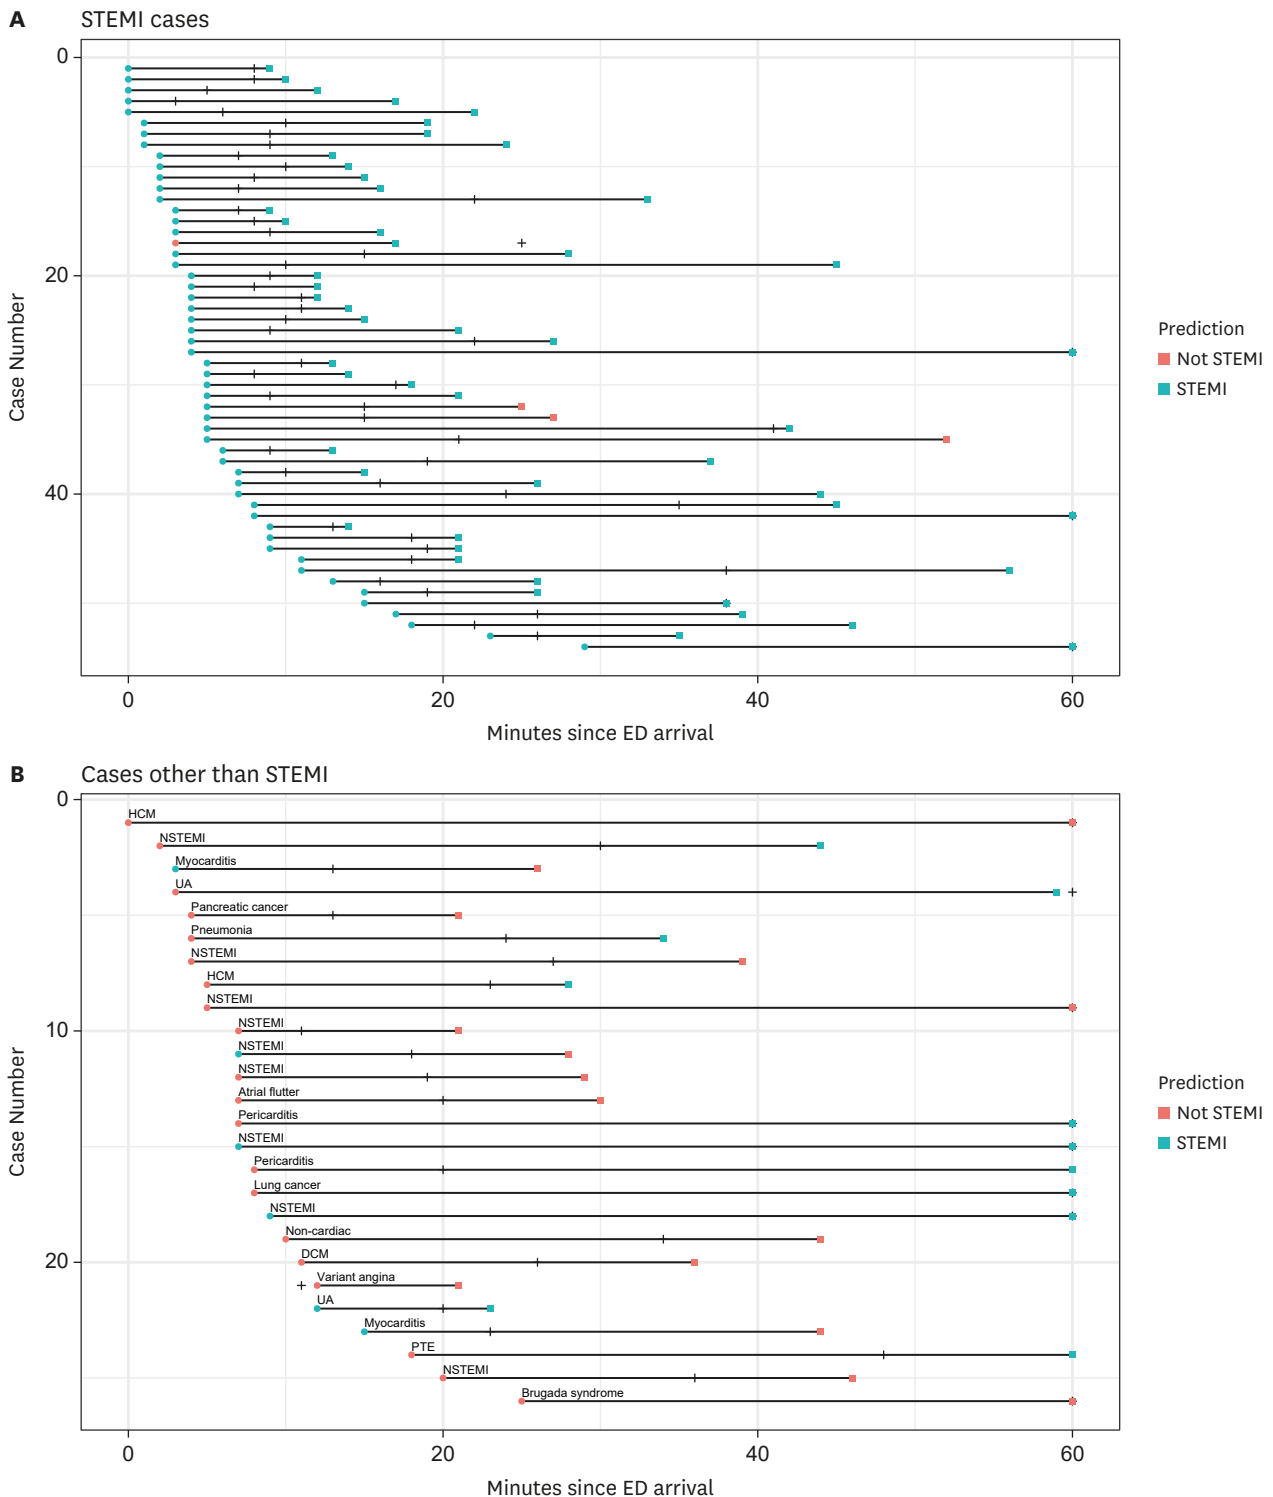 A STEMI cases
0
20
40
Case Number
0 20 40 60
Minutes since ED arrival
Prediction
Not STEMI
STEMI
B Cases other than STEMI
0
HCM
NSTEMI
Myocarditis
UA
Pancreatic cancer
Pneumonia
NSTEMI
HCM
NSTEMI
10
NSTEMI
NSTEMI
NSTEMI
Atrial flutter
Pericarditis
NSTEMI
Pericarditis
Lung cancer
NSTEMI
Non-cardiac
20
DCM
Variant angina
UA
Myocarditis
PTE
NSTEMI
Brugada syndrome
Case Number
0 20 40 60
Minutes since ED arrival
Prediction
Not STEMI
STEMI